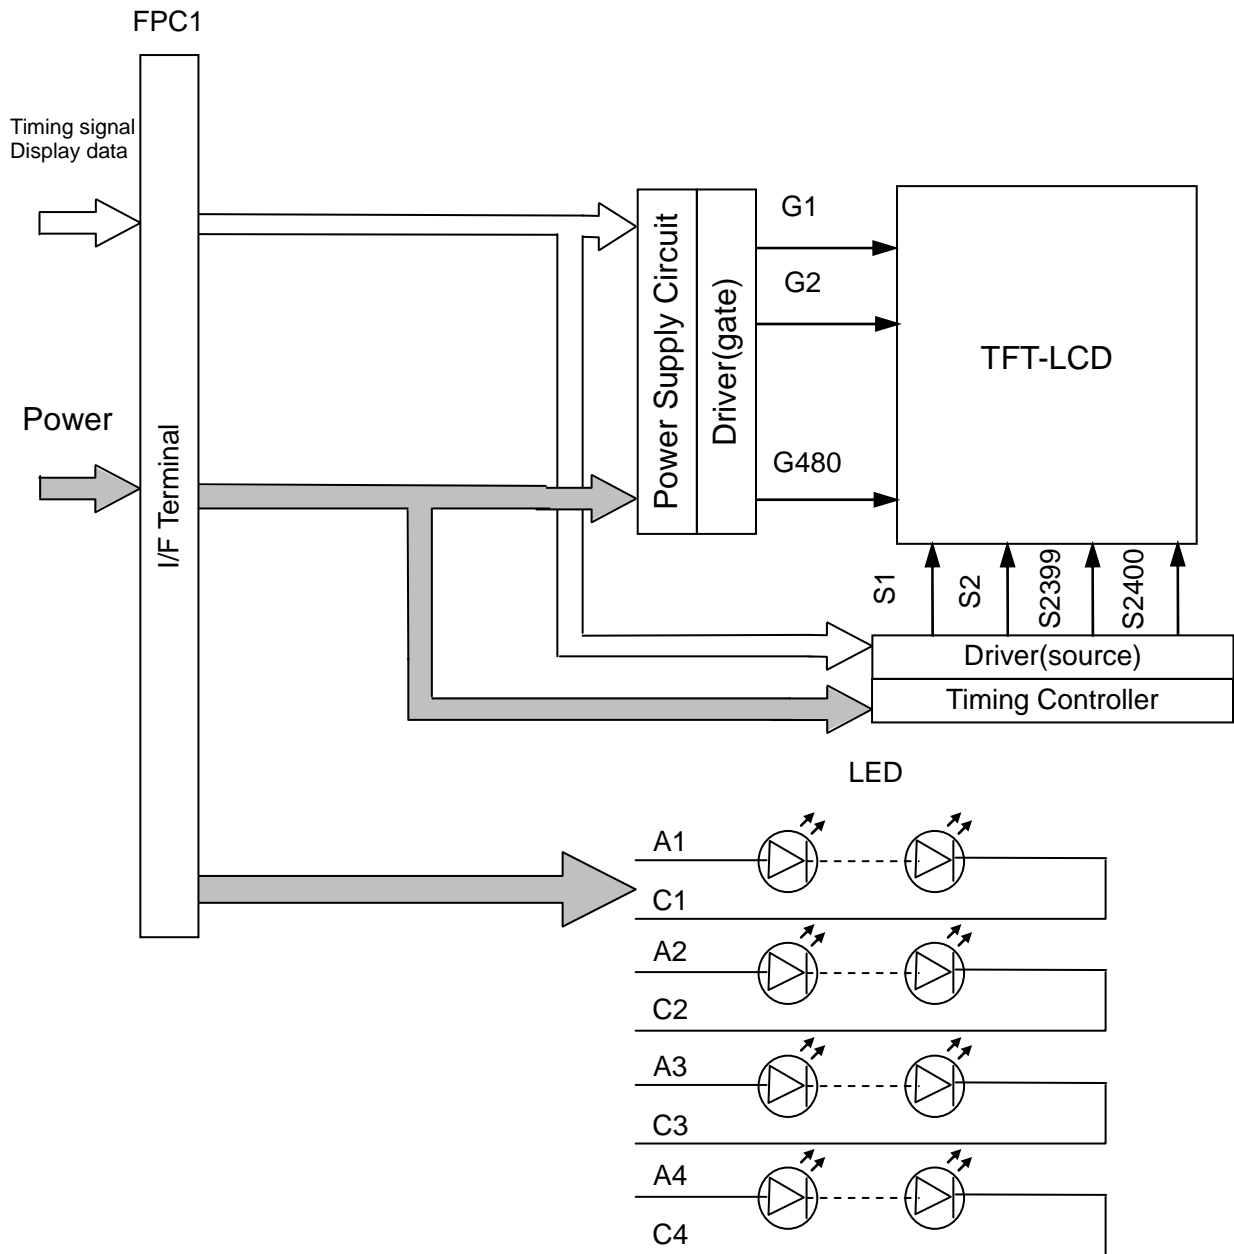 FPC1
Timing signal
Display data
Power
I/F Terminal
Power Supply Circuit
Driver(gate)
G1
G2
G480
TFT-LCD
S1
S2
S2399
S2400
Driver(source)
Timing Controller
LED
A1
C1
A2
C2
A3
C3
A4
C4